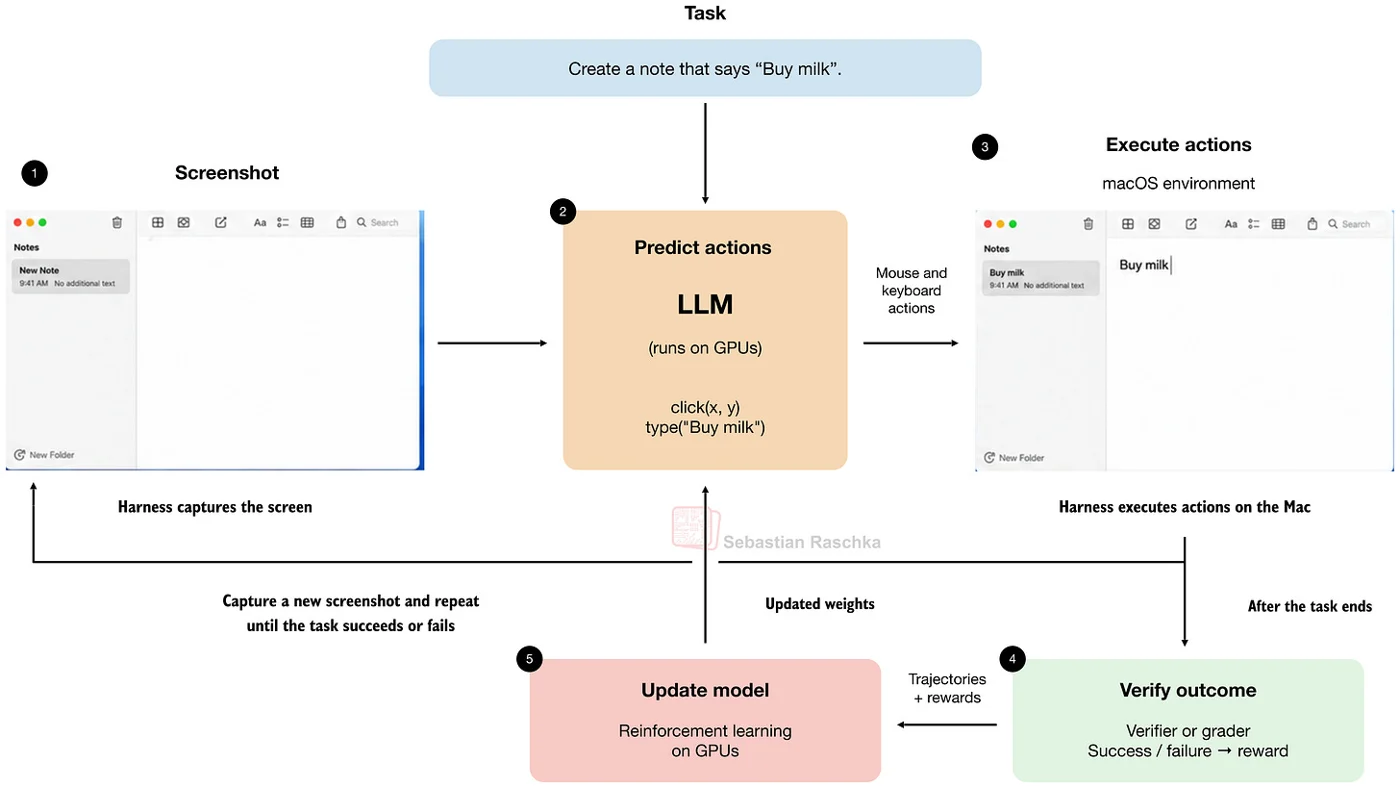 Task
Create a note that says “Buy milk”.
1
Screenshot
Notes
New Note
9:41 AM No additional text
Aa
Search
New Folder
Harness captures the screen
2
Predict actions
LLM
(runs on GPUs)
click(x, y)
type("Buy milk")
Mouse and
keyboard
actions
3
Execute actions
macOS environment
Notes
Buy milk
9:41 AM No additional text
Aa
Search
Buy milk
New Folder
Harness executes actions on the Mac
Sebastian Raschka
Capture a new screenshot and repeat
until the task succeeds or fails
Updated weights
After the task ends
5
Update model
Reinforcement learning
on GPUs
Trajectories
+ rewards
4
Verify outcome
Verifier or grader
Success / failure → reward